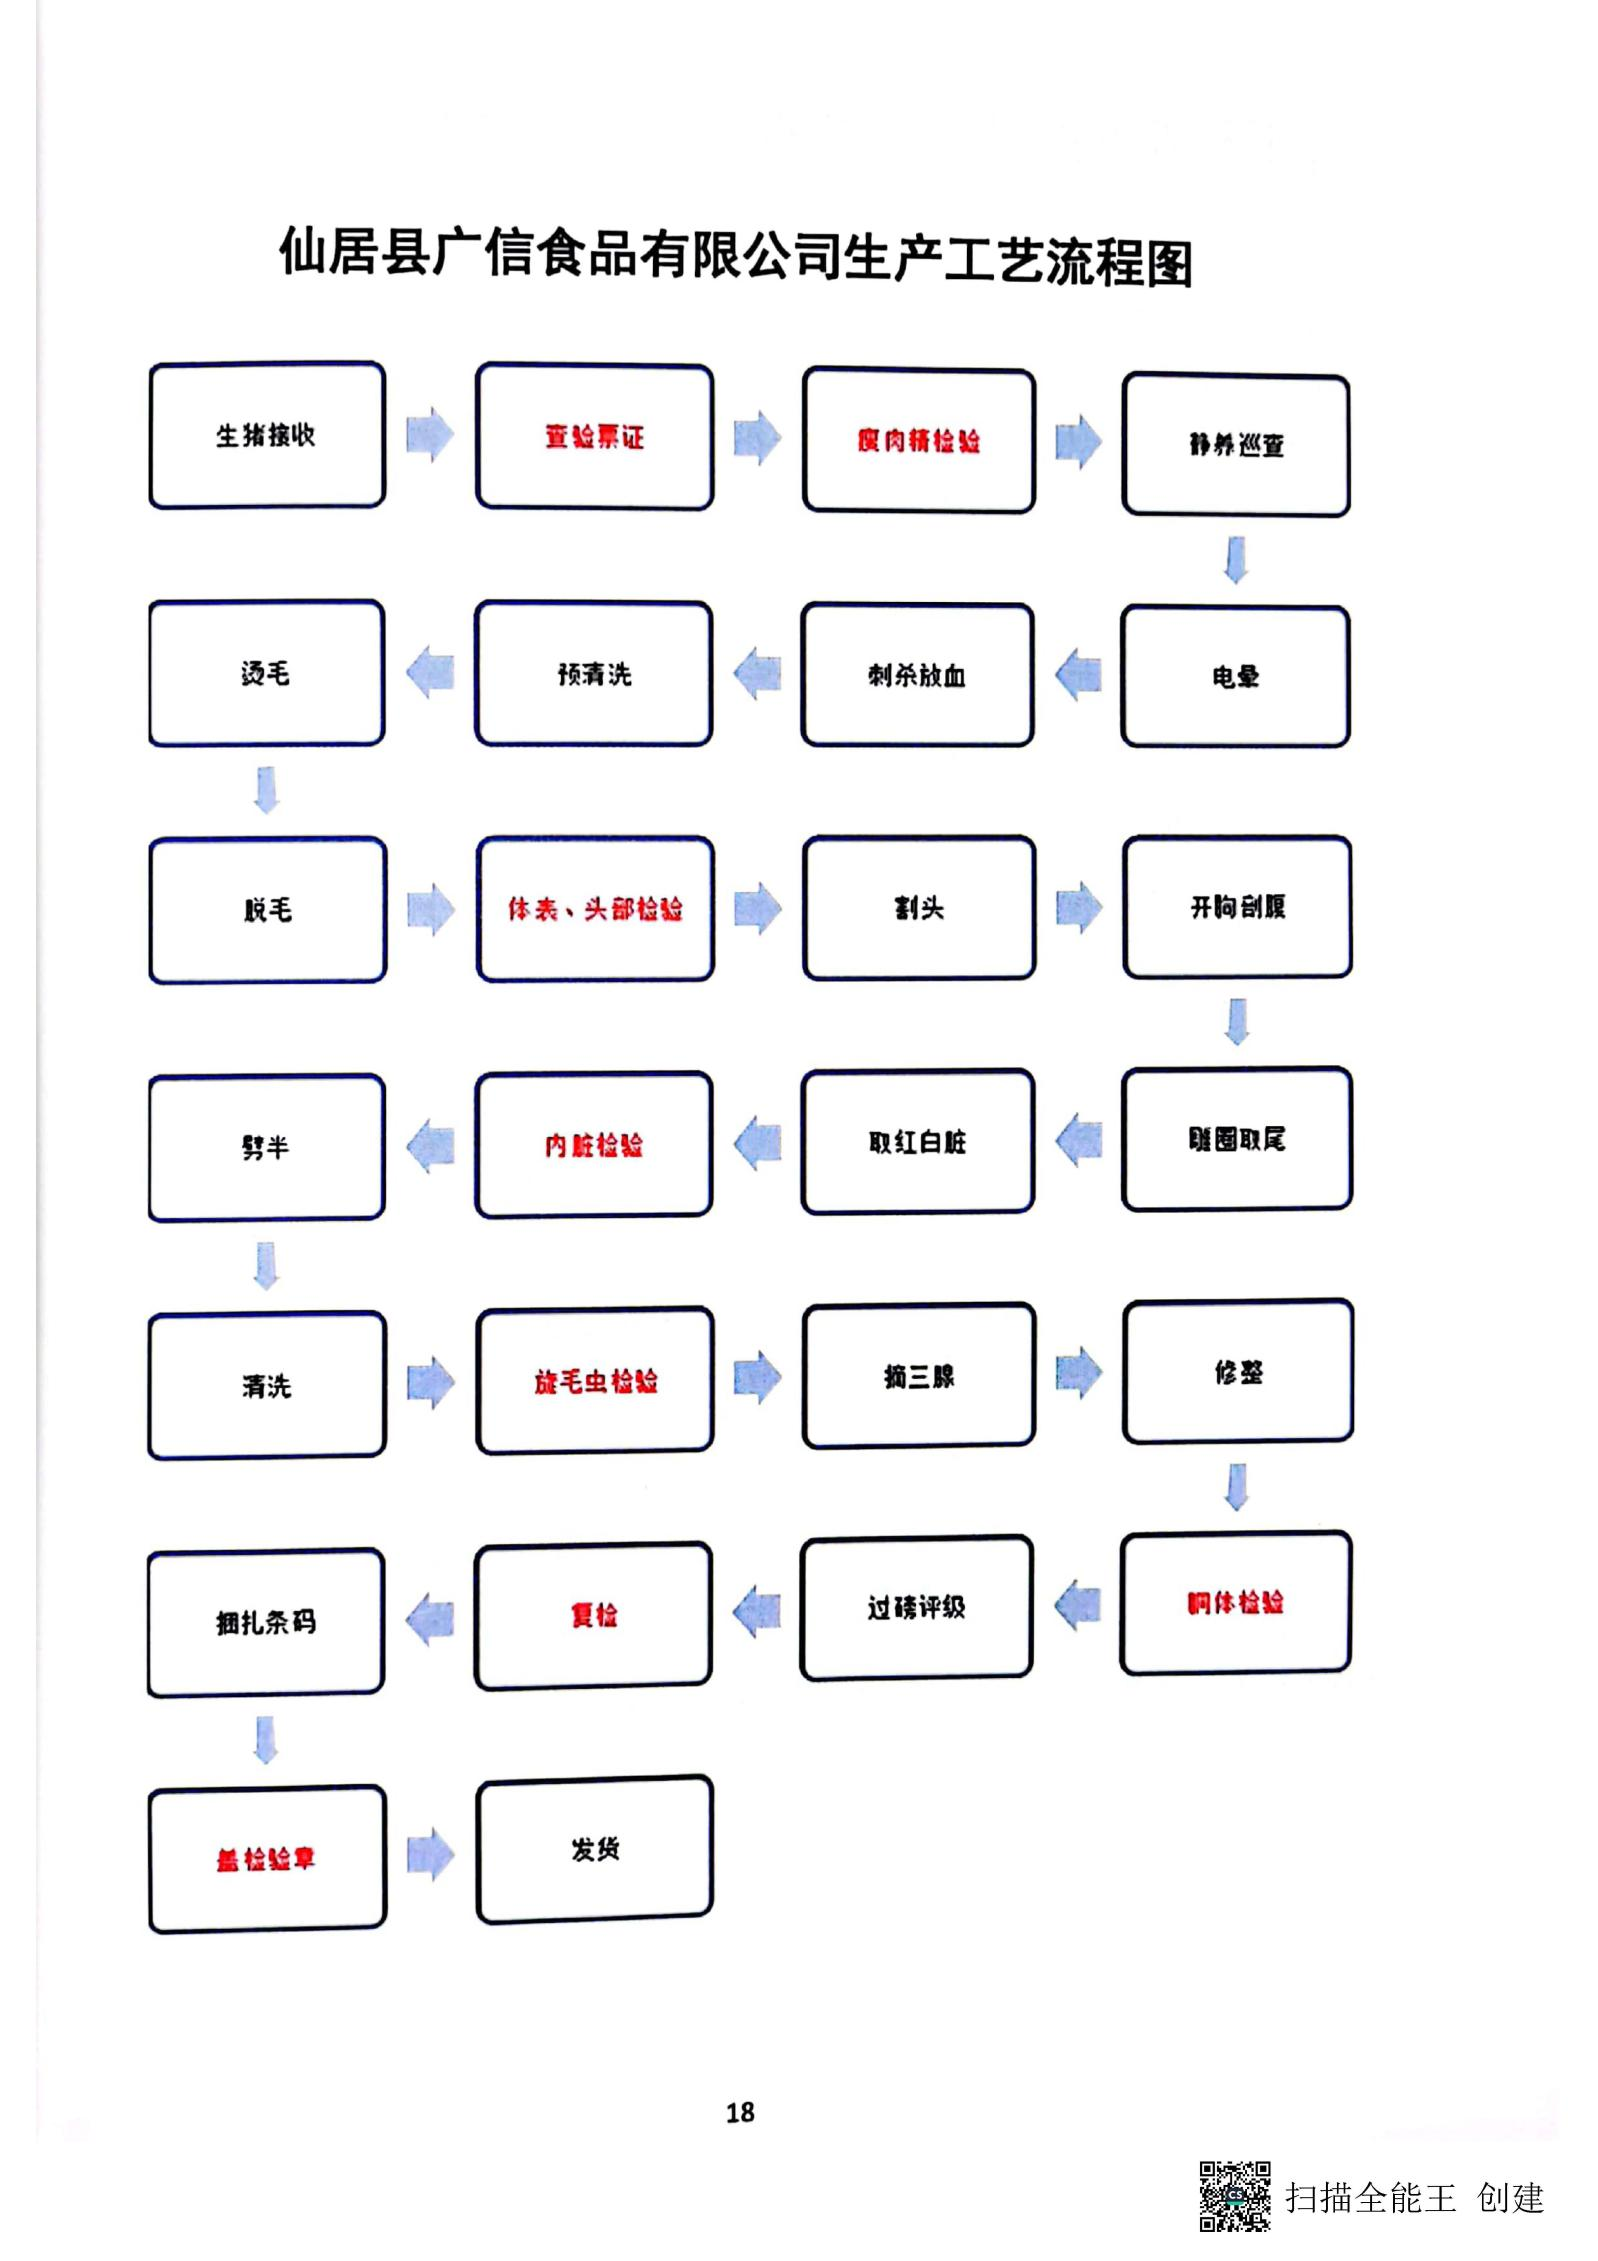 仙居县广信食品有限公司生产工艺流程图
生猪接收
查验票证
瘦肉精检验
静养巡查
电晕
刺杀放血
预清洗
烫毛
脱毛
体表、头部检验
割头
开胸剖腹
雕圈取尾
取红白脏
内脏检验
劈半
清洗
旋毛虫检验
摘三腺
修整
胴体检验
过磅评级
复检
捆扎条码
盖检验章
发货
18
CS
扫描全能王 创建